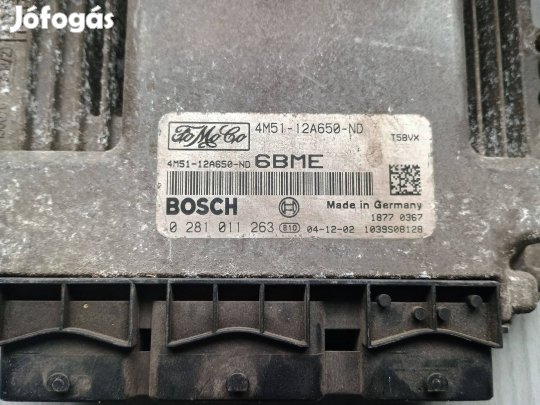 Jófogás
FoMoCo
4M51-12A650-ND
T5BVX
4M51-12A650-ND 6BME
BOSCH
Made in Germany
1877 0367
0 281 011 263 810 04-12-02 1039S08128